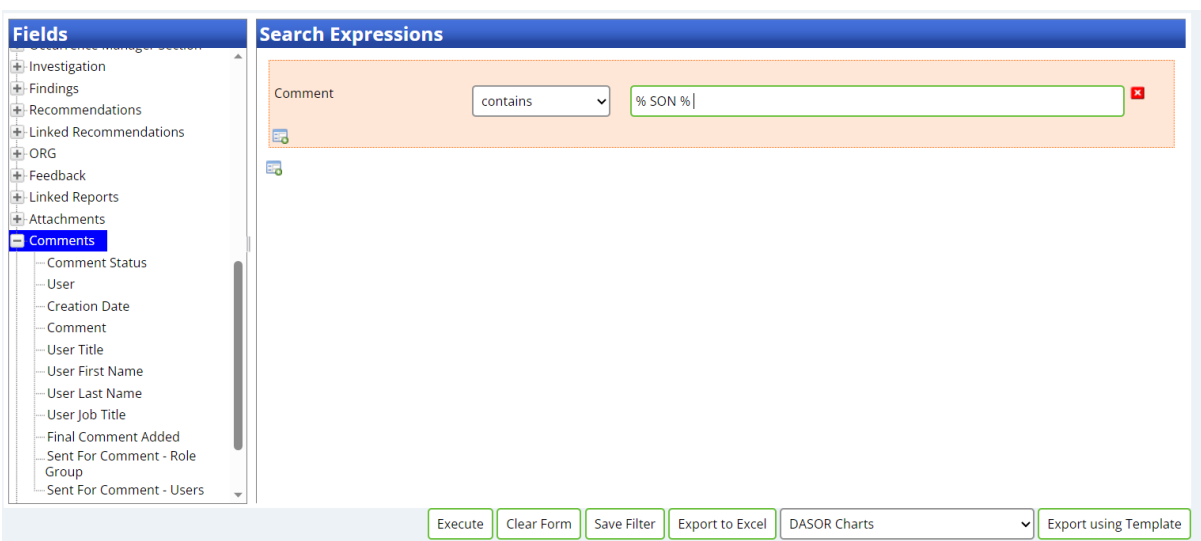 Fields
Occurrence Manager Section
Investigation
Findings
Recommendations
Linked Recommendations
ORG
Feedback
Linked Reports
Attachments
Comments
Comment Status
User
Creation Date
Comment
User Title
User First Name
User Last Name
User Job Title
Final Comment Added
Sent For Comment - Role
Group
Sent For Comment - Users
Search Expressions
Comment contains % SON %
Execute Clear Form Save Filter Export to Excel DASOR Charts Export using Template